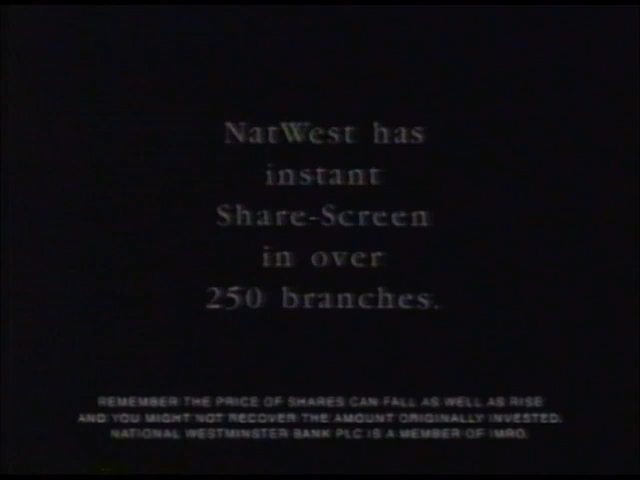 NatWest has
instant
Share-Screen
in over
250 branches.
REMEMBER THE PRICE OF SHARES CAN FALL AS WELL AS RISE
AND YOU MIGHT NOT RECOVER THE AMOUNT ORIGINALLY INVESTED.
NATIONAL WESTMINSTER BANK PLC IS A MEMBER OF IMRO.